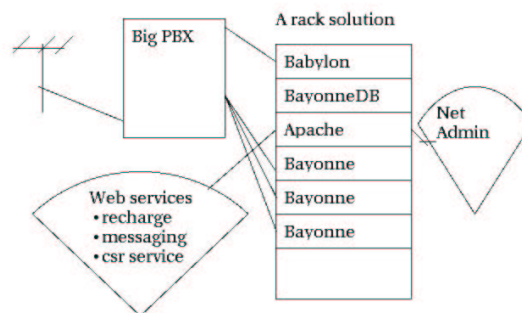 A rack solution
Big PBX
Babylon
BayonneDB
Apache
Bayonne
Bayonne
Bayonne
Net
Admin
Web services
• recharge
• messaging
• csr service